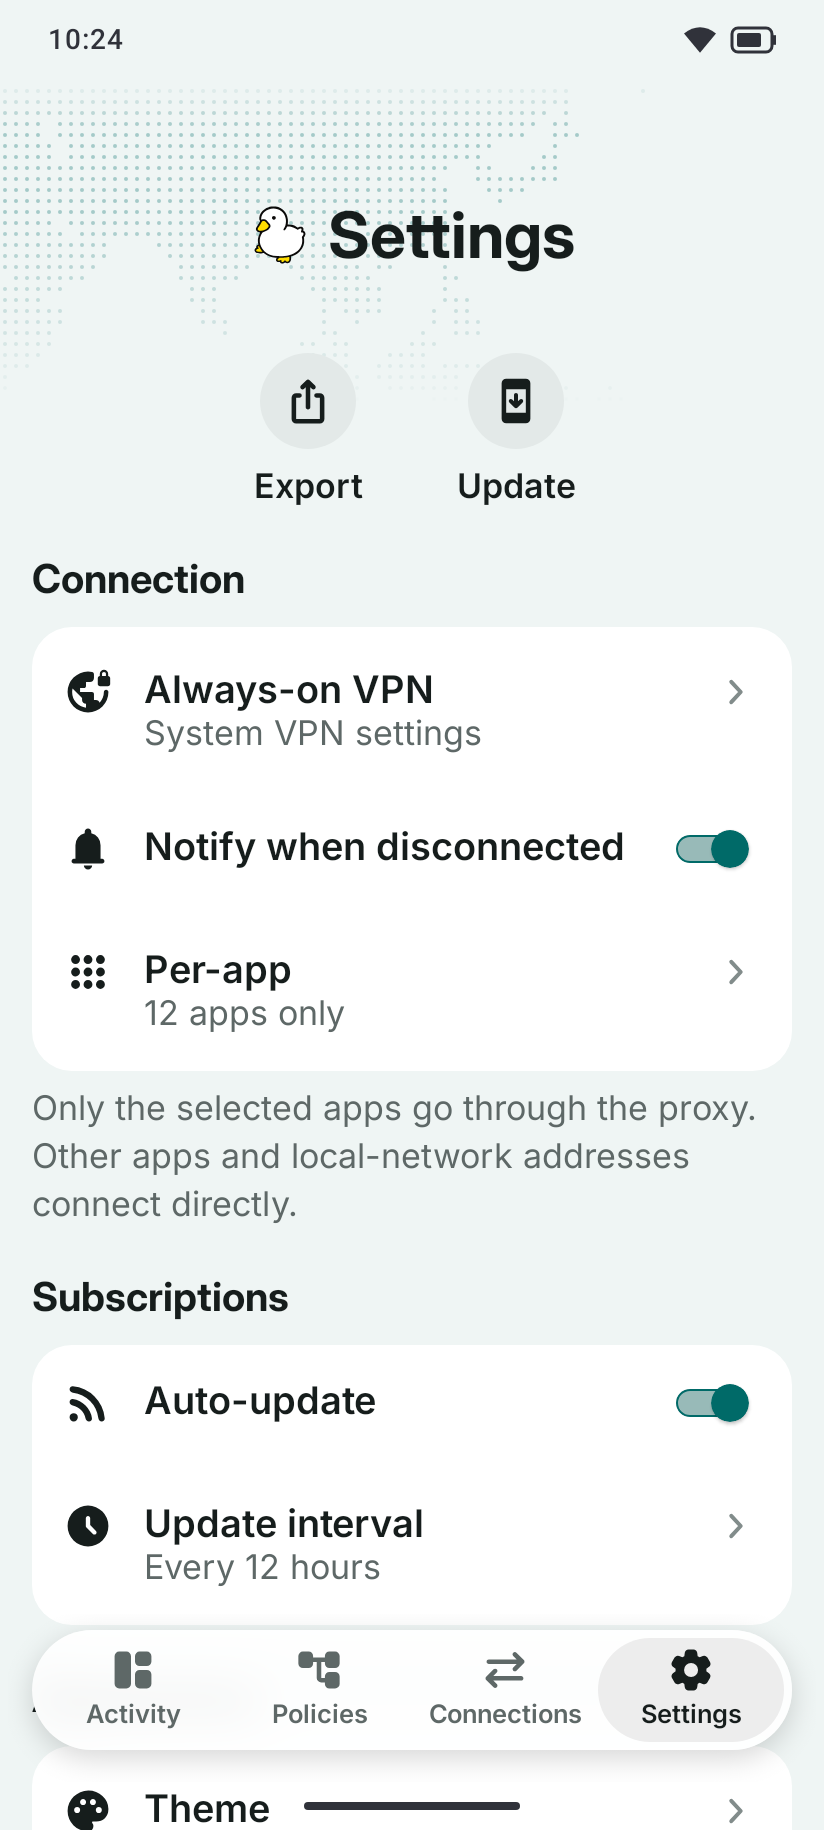 10:24
Settings
Export
Update
Connection
Always-on VPN
System VPN settings
Notify when disconnected
Per-app
12 apps only
Only the selected apps go through the proxy.
Other apps and local-network addresses
connect directly.
Subscriptions
Auto-update
Update interval
Every 12 hours
Activity
Policies
Connections
Settings
Theme